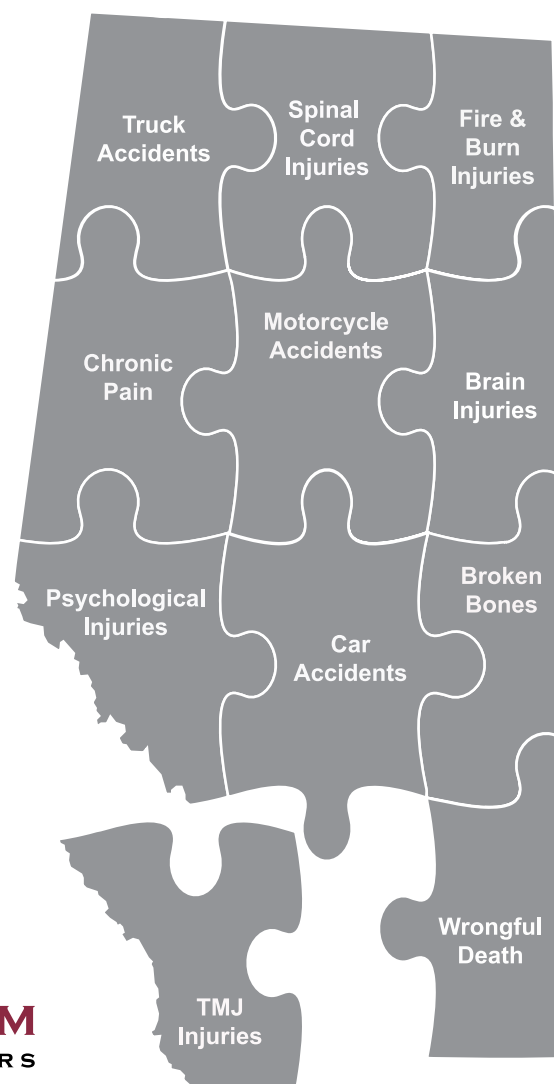 Truck
Accidents
Spinal
Cord
Injuries
Fire &
Burn
Injuries
Chronic
Pain
Motorcycle
Accidents
Brain
Injuries
Psychological
Injuries
Car
Accidents
Broken
Bones
TMJ
Injuries
Wrongful
Death
M
RS